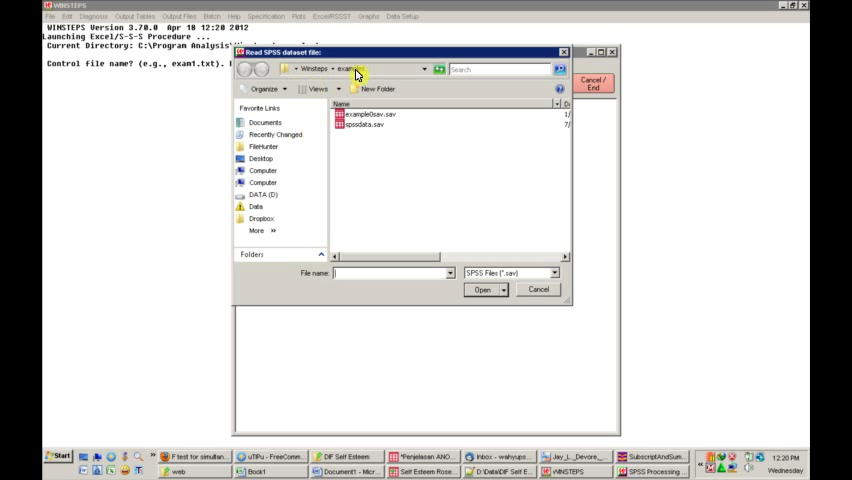 WINSTEPS
File Edit Diagnosis Output Tables Output Files Batch Help Specification Plots Excel/RSSST Graphs Data Setup
WINSTEPS Version 3.70.0 Apr 18 12:20 2012
Launching Excel/S-S-S Procedure ...
Current Directory: C:\Program Analysis\
Control file name? (e.g., exam1.txt).
Read SPSS dataset file:
Winsteps examples
Search
Cancel /
End
Organize Views New Folder
Favorite Links
Name
Documents
Recently Changed
FileHunter
Desktop
Computer
Computer
DATA (D)
Data
Dropbox
More »
Folders
example0sav.sav 1/
spssdata.sav 7/
File name:
SPSS Files (*.sav)
Open
Cancel
Start
F test for simultan...
uTIPu - FreeComm...
DIF Self Esteem
*Penjelasan ANO...
Inbox - wahyups...
Jay_L._Devore,_...
SubscriptAndSum...
12:20 PM
web
Book1
Document1 - Micr...
Self Esteem Rose...
D:\Data\DIF Self E...
WINSTEPS
SPSS Processing ...
Wednesday